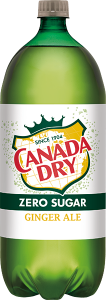 SINCE 1904
CANADA
DRY
ZERO SUGAR
GINGER ALE